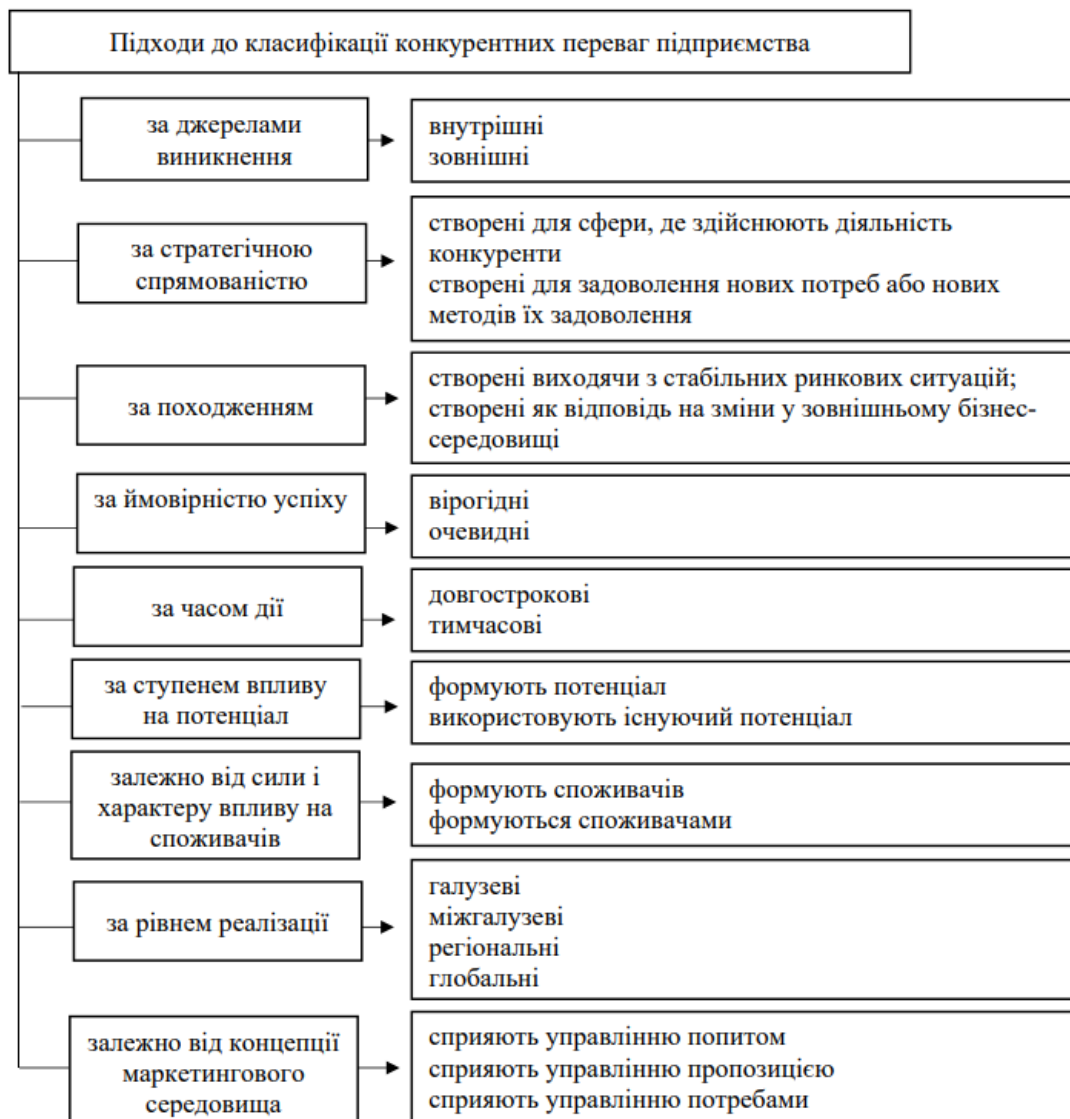 Підходи до класифікації конкурентних переваг підприємства
за джерелами
виникнення
внутрішні
зовнішні
за стратегічною
спрямованістю
створені для сфери, де здійснюють діяльність
конкуренти
створені для задоволення нових потреб або нових
методів їх задоволення
за походженням
створені виходячи з стабільних ринкових ситуацій;
створені як відповідь на зміни у зовнішньому бізнес-
середовищі
за ймовірністю успіху
вірогідні
очевидні
за часом дії
довгострокові
тимчасові
за ступенем впливу
на потенціал
формують потенціал
використовують існуючий потенціал
залежно від сили і
характеру впливу на
споживачів
формують споживачів
формуються споживачами
за рівнем реалізації
галузеві
міжгалузеві
регіональні
глобальні
залежно від концепції
маркетингового
середовища
сприяють управлінню попитом
сприяють управлінню пропозицією
сприяють управлінню потребами